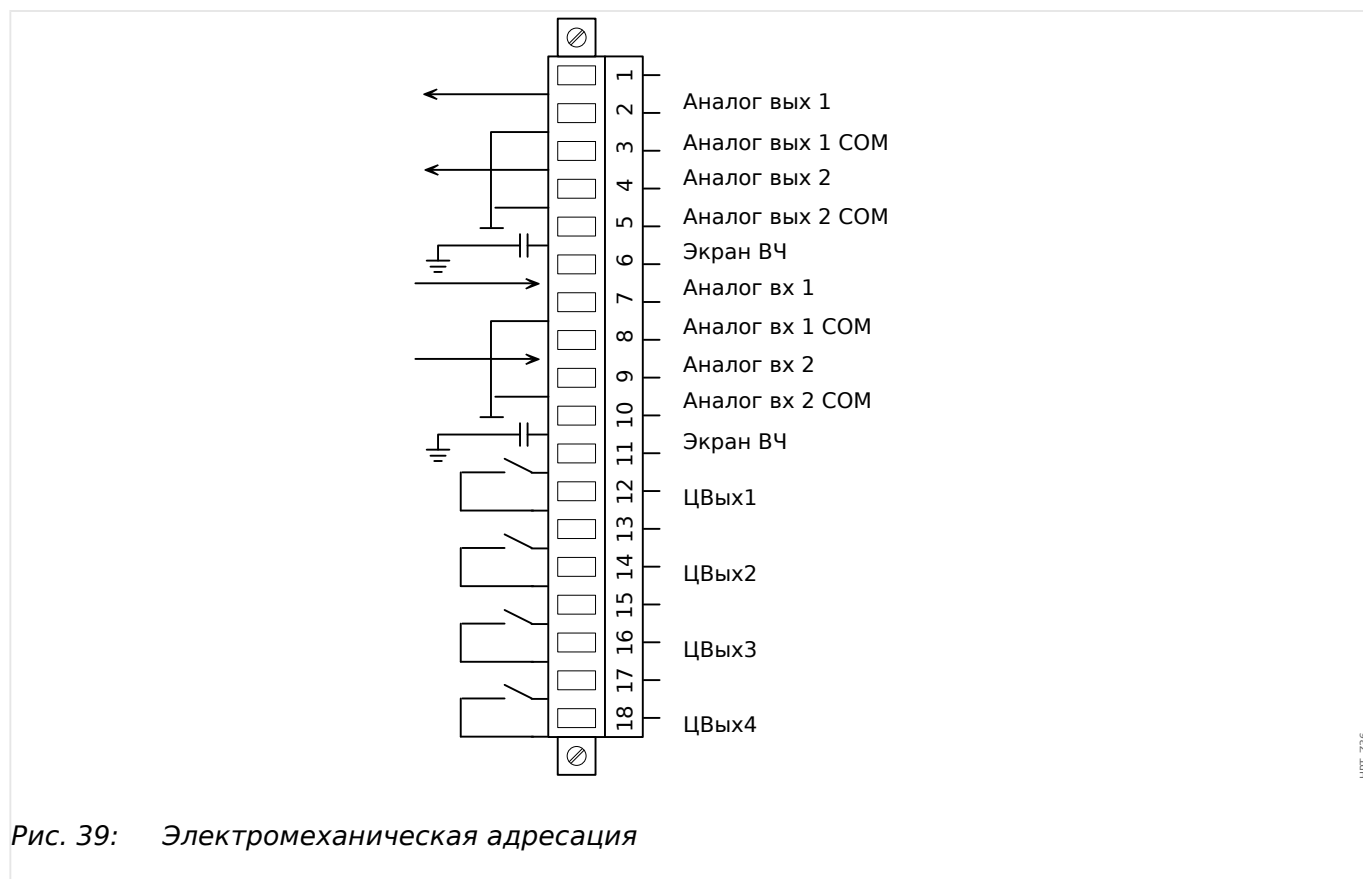 1
2
3
4
5
6
7
8
9
10
11
12
13
14
15
16
17
18
Аналог вых 1
Аналог вых 1 COM
Аналог вых 2
Аналог вых 2 COM
Экран ВЧ
Аналог вх 1
Аналог вх 1 COM
Аналог вх 2
Аналог вх 2 COM
Экран ВЧ
ЦВых1
ЦВых2
ЦВых3
ЦВых4
Рис. 39: Электромеханическая адресация